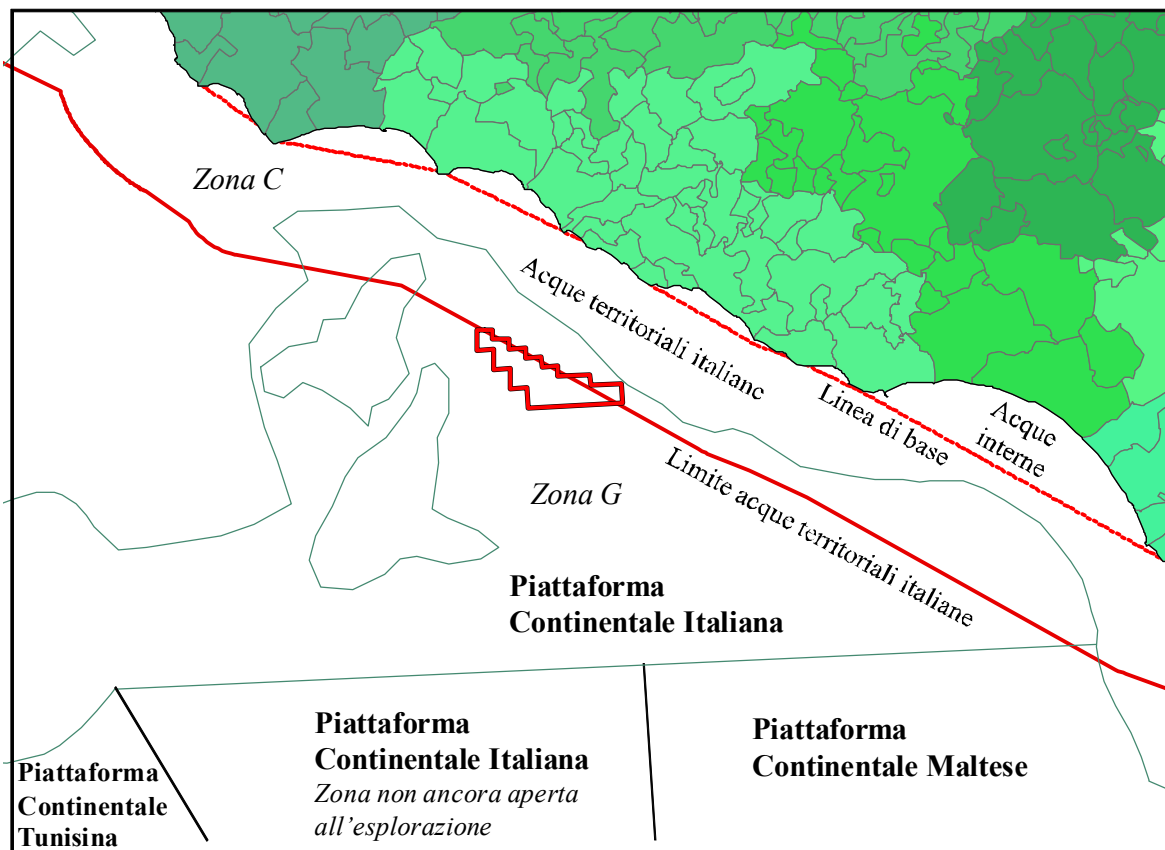 Zona C
Acque territoriali italiane
Linea di base
Acque
interne
Zona G
Limite acque territoriali italiane
Piattaforma
Continentale Italiana
Piattaforma
Continentale Italiana
Zona non ancora aperta
all'esplorazione
Piattaforma
Continentale Maltese
Piattaforma
Continentale
Tunisina